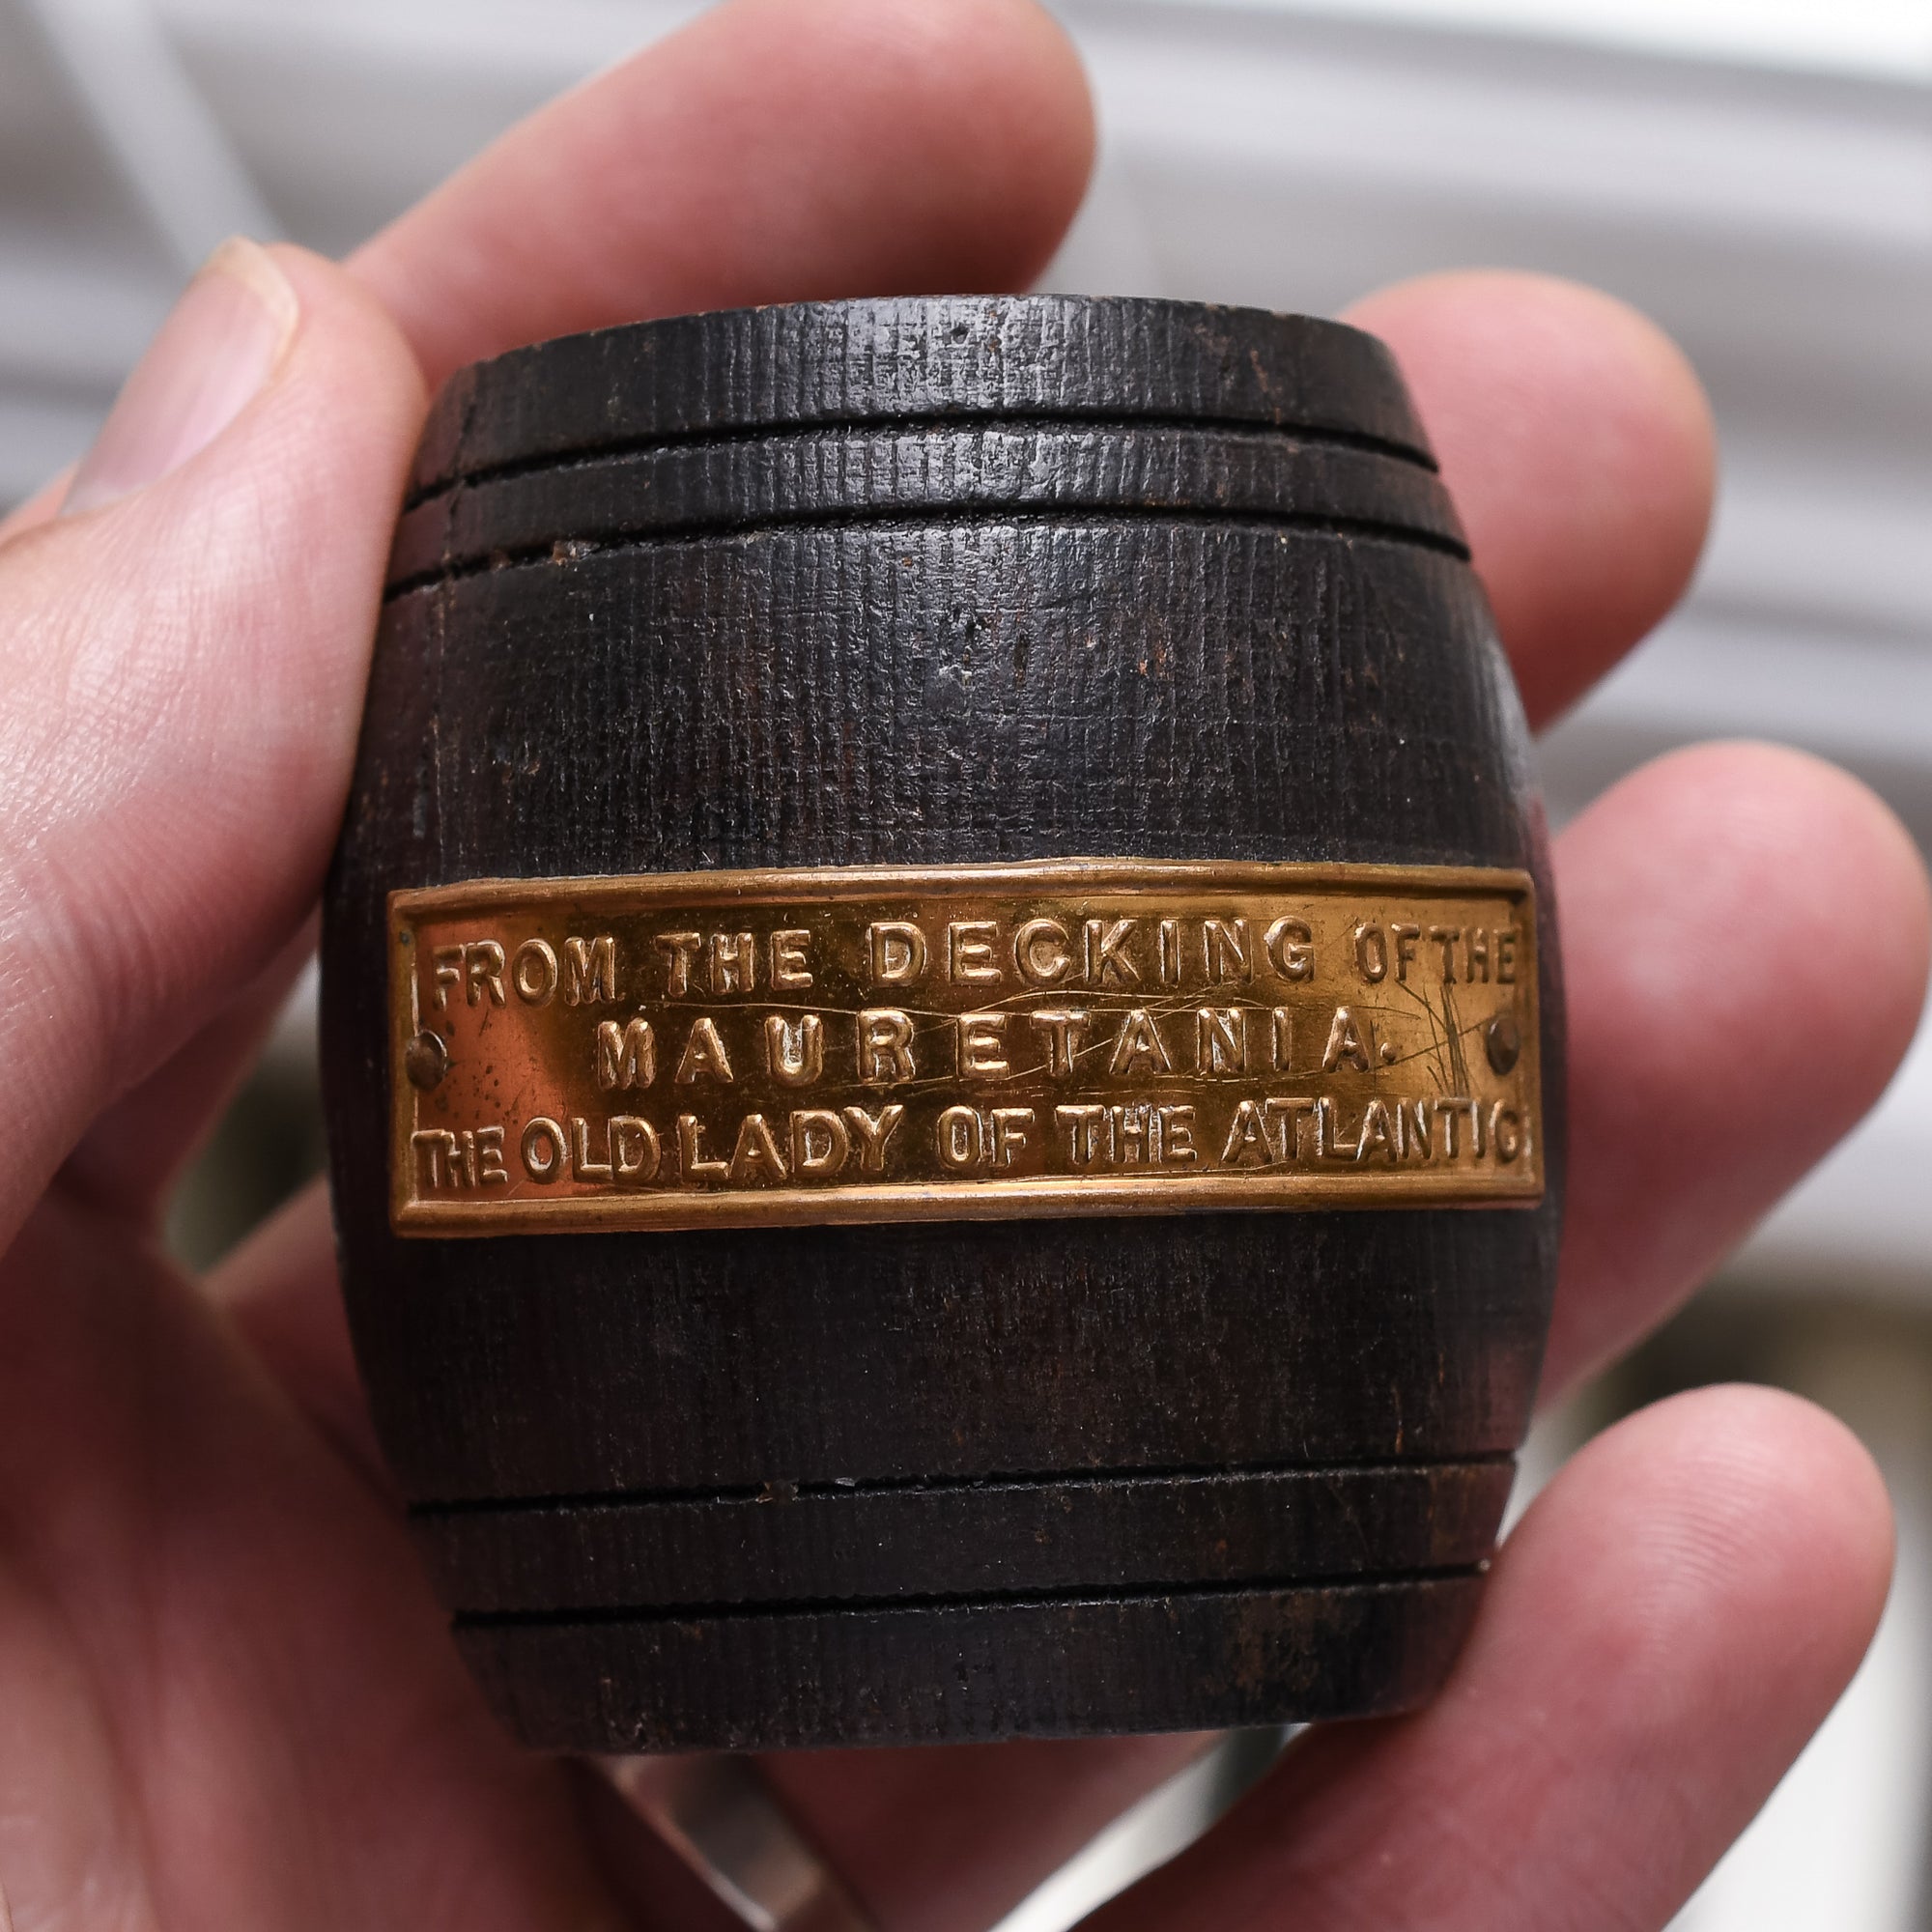 FROM THE DECKING OF THE
MAURETANIA.
THE OLD LADY OF THE ATLANTIC